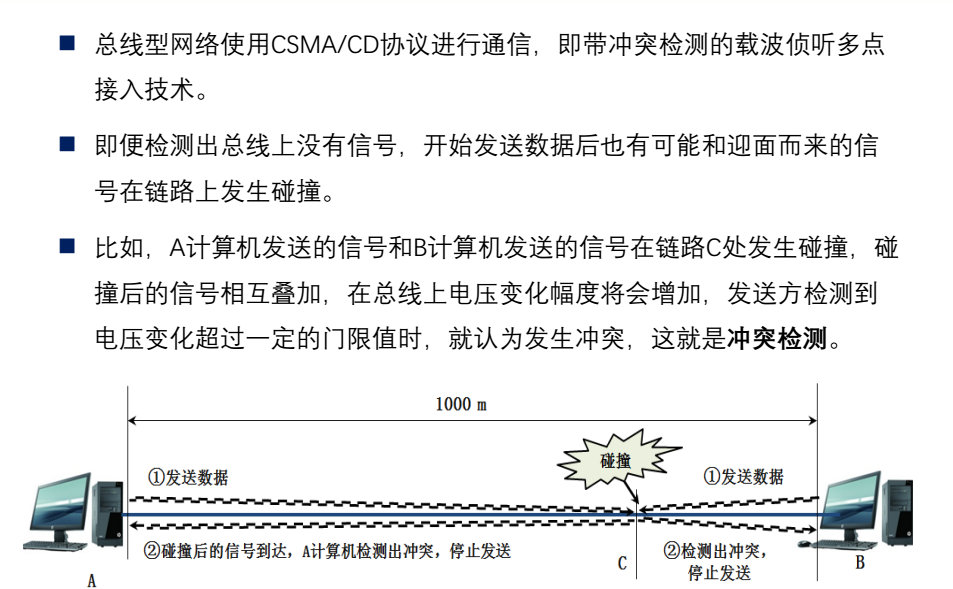 总线型网络使用CSMA/CD协议进行通信，即带冲突检测的载波侦听多点
接入技术。
即便检测出总线上没有信号，开始发送数据后也有可能和迎面而来的信
号在链路上发生碰撞。
比如，A计算机发送的信号和B计算机发送的信号在链路C处发生碰撞，碰
撞后的信号相互叠加，在总线上电压变化幅度将会增加，发送方检测到
电压变化超过一定的门限值时，就认为发生冲突，这就是冲突检测。
1000 m
碰撞
①发送数据
①发送数据
②碰撞后的信号到达，A计算机检测出冲突，停止发送
②检测出冲突，
停止发送
C
B
A